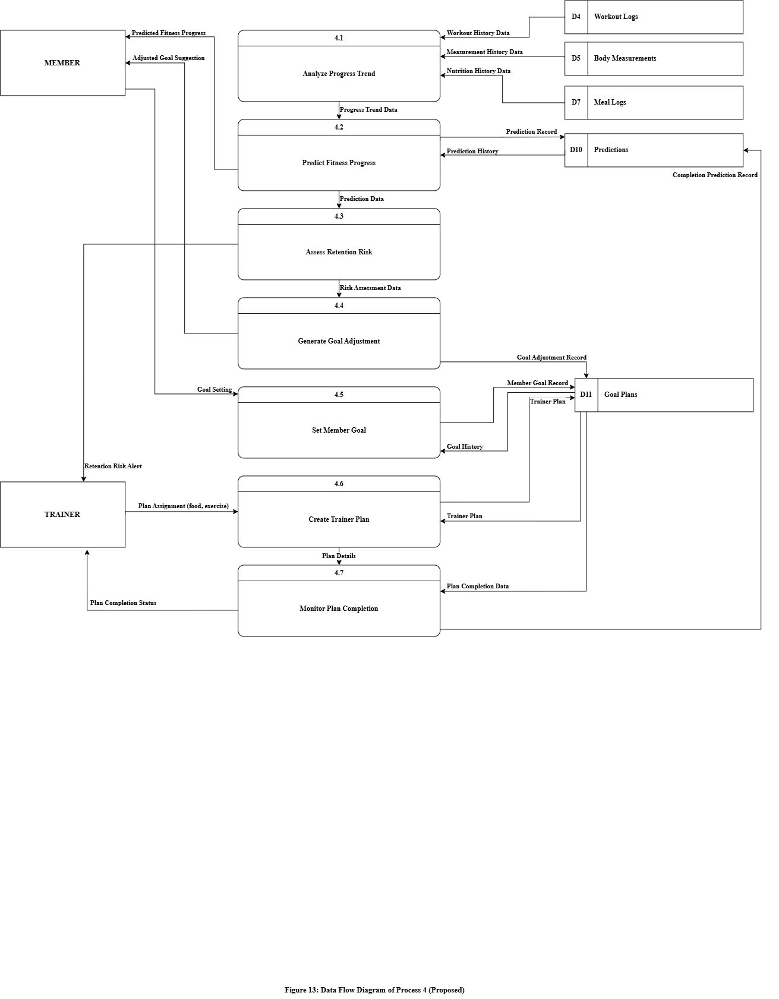 D4 Workout Logs
Predicted Fitness Progress
Workout History Data
4.1
MEMBER
Adjusted Goal Suggestion
Measurement History Data
D5 Body Measurements
Nutrition History Data
Analyze Progress Trend
D7 Meal Logs
Progress Trend Data
4.2
Prediction Record
Prediction History
D10 Predictions
Predict Fitness Progress
Completion Prediction Record
Prediction Data
4.3
Assess Retention Risk
Risk Assessment Data
4.4
Generate Goal Adjustment
Goal Adjustment Record
Member Goal Record
Goal Setting
4.5
D11 Goal Plans
Trainer Plan
Set Member Goal
Goal History
Retention Risk Alert
4.6
Plan Assignment (food, exercise)
TRAINER
Trainer Plan
Create Trainer Plan
Plan Details
4.7
Plan Completion Data
Plan Completion Status
Monitor Plan Completion
Figure 13: Data Flow Diagram of Process 4 (Proposed)